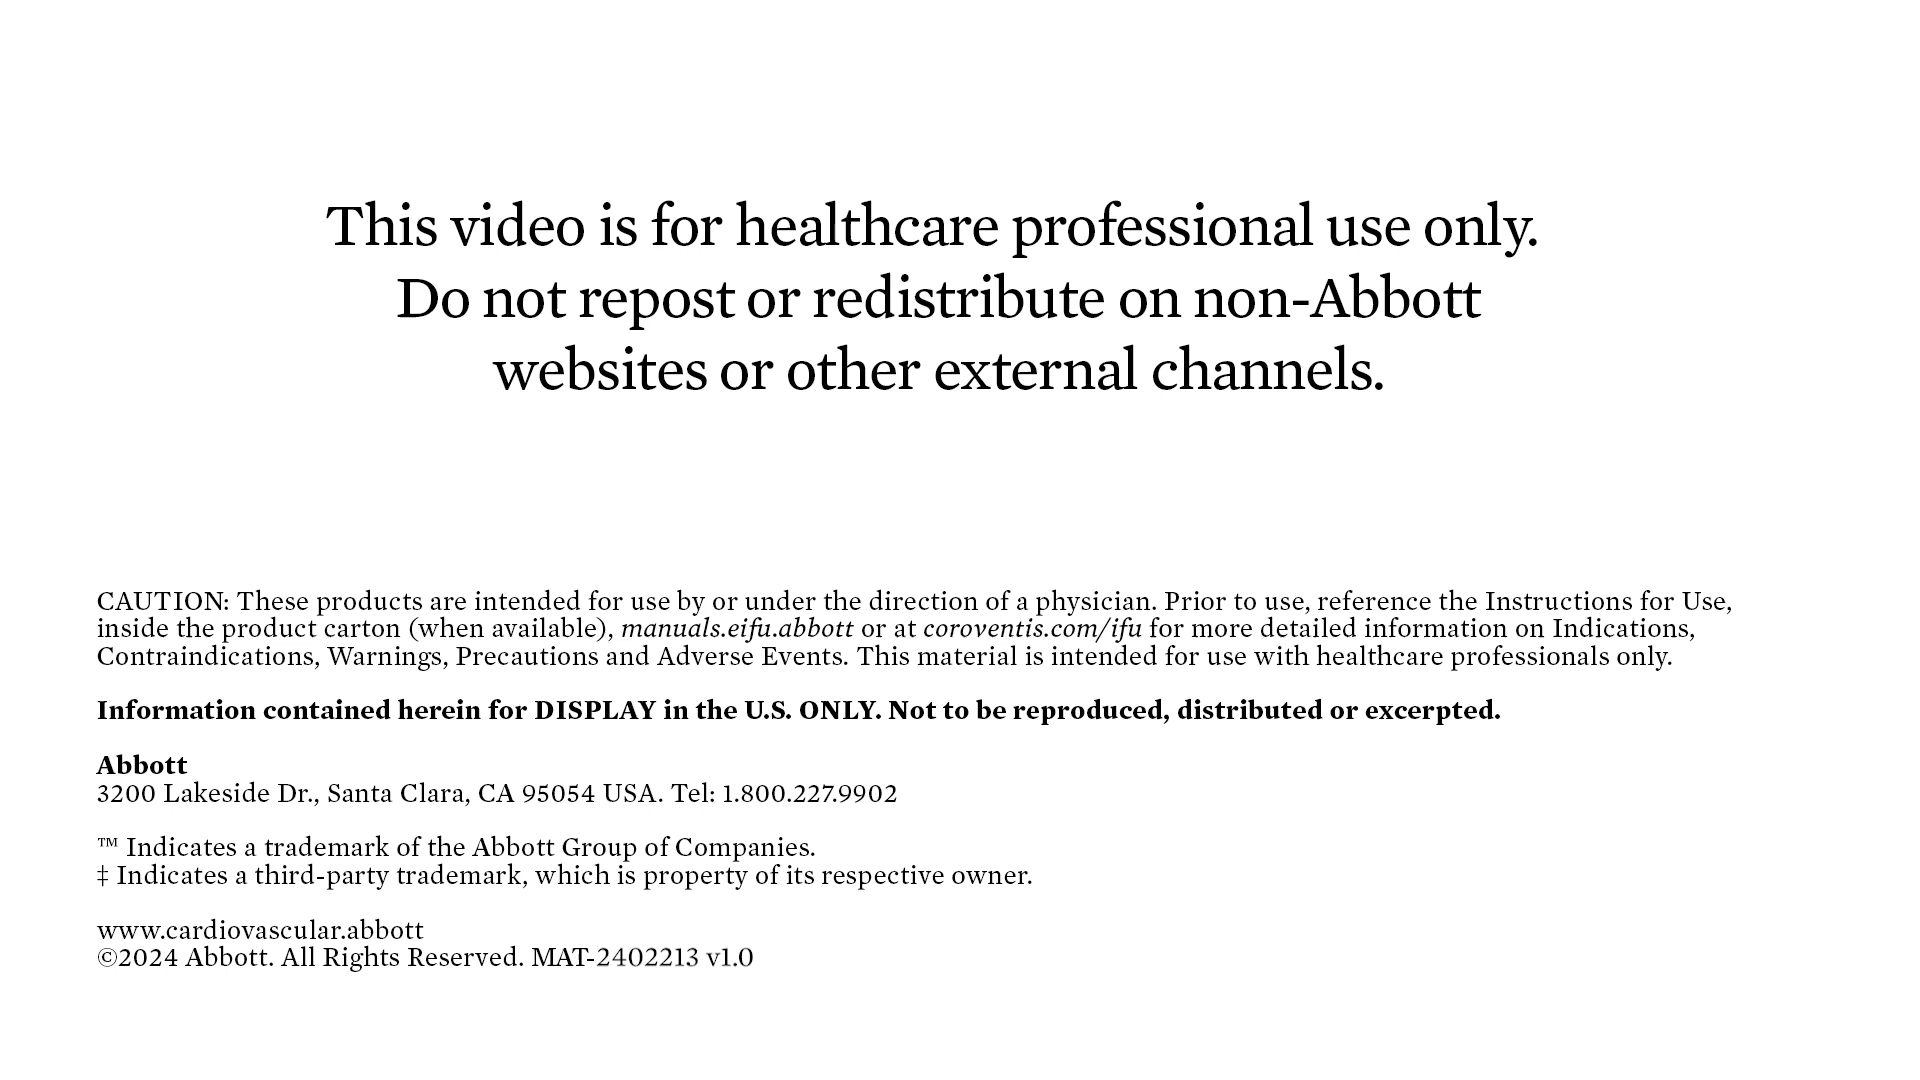 This video is for healthcare professional use only.
Do not repost or redistribute on non-Abbott
websites or other external channels.
CAUTION: These products are intended for use by or under the direction of a physician. Prior to use, reference the Instructions for Use,
inside the product carton (when available), manuals.eifu.abbott or at coroventis.com/ifu for more detailed information on Indications,
Contraindications, Warnings, Precautions and Adverse Events. This material is intended for use with healthcare professionals only.
Information contained herein for DISPLAY in the U.S. ONLY. Not to be reproduced, distributed or excerpted.
Abbott
3200 Lakeside Dr., Santa Clara, CA 95054 USA. Tel: 1.800.227.9902
™ Indicates a trademark of the Abbott Group of Companies.
‡ Indicates a third-party trademark, which is property of its respective owner.
www.cardiovascular.abbott
©2024 Abbott. All Rights Reserved. MAT-2402213 v1.0